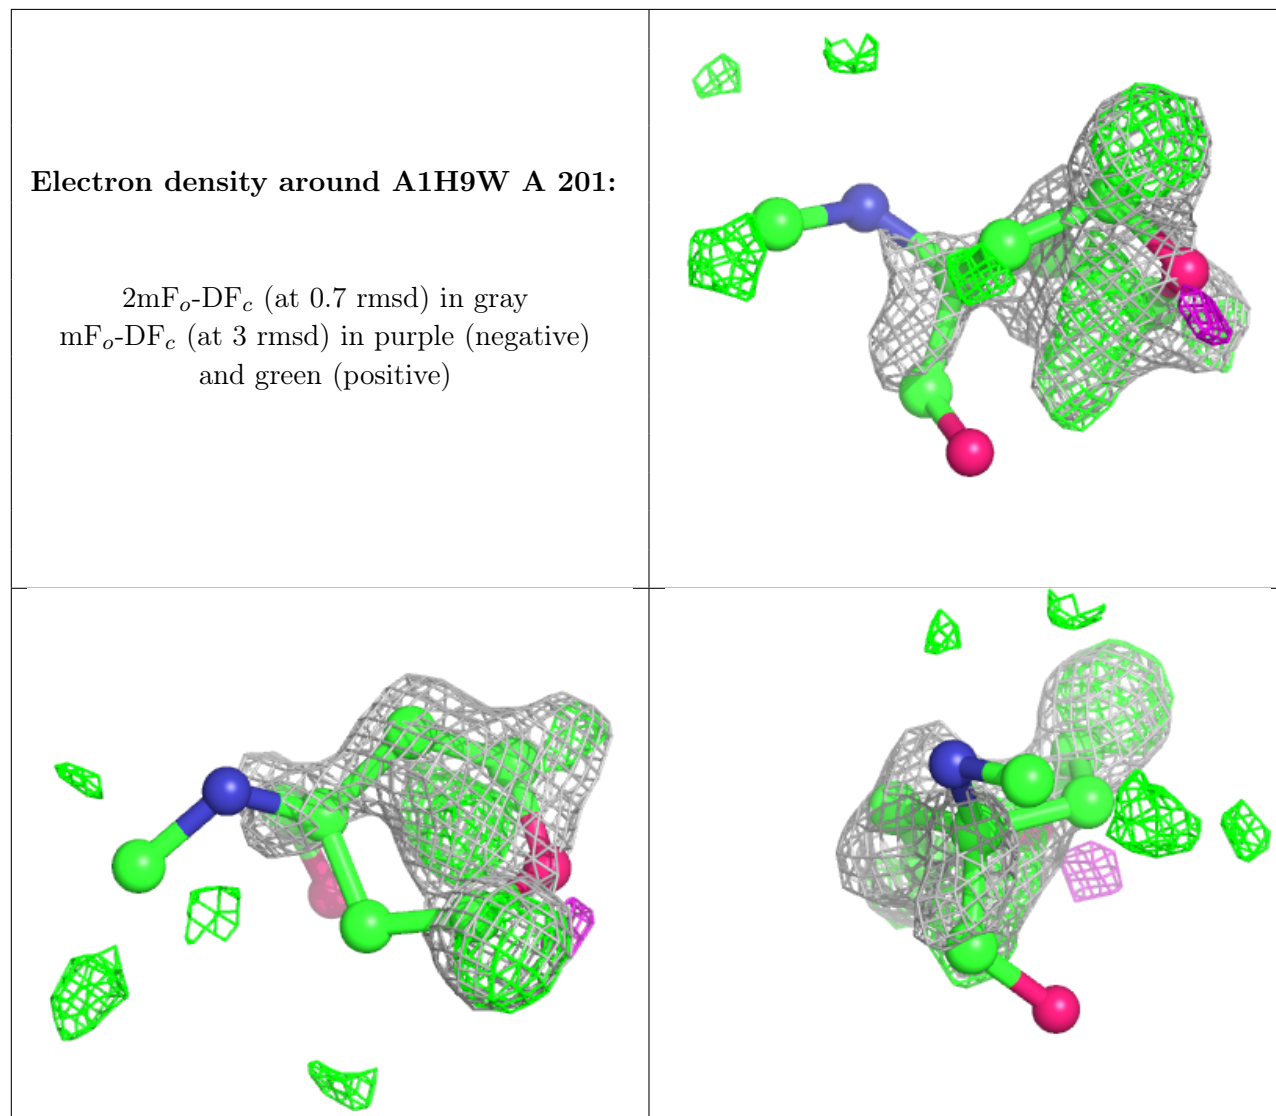 Electron density around A1H9W A 201:
2mFo-DFc (at 0.7 rmsd) in gray
mFo-DFc (at 3 rmsd) in purple (negative)
and green (positive)